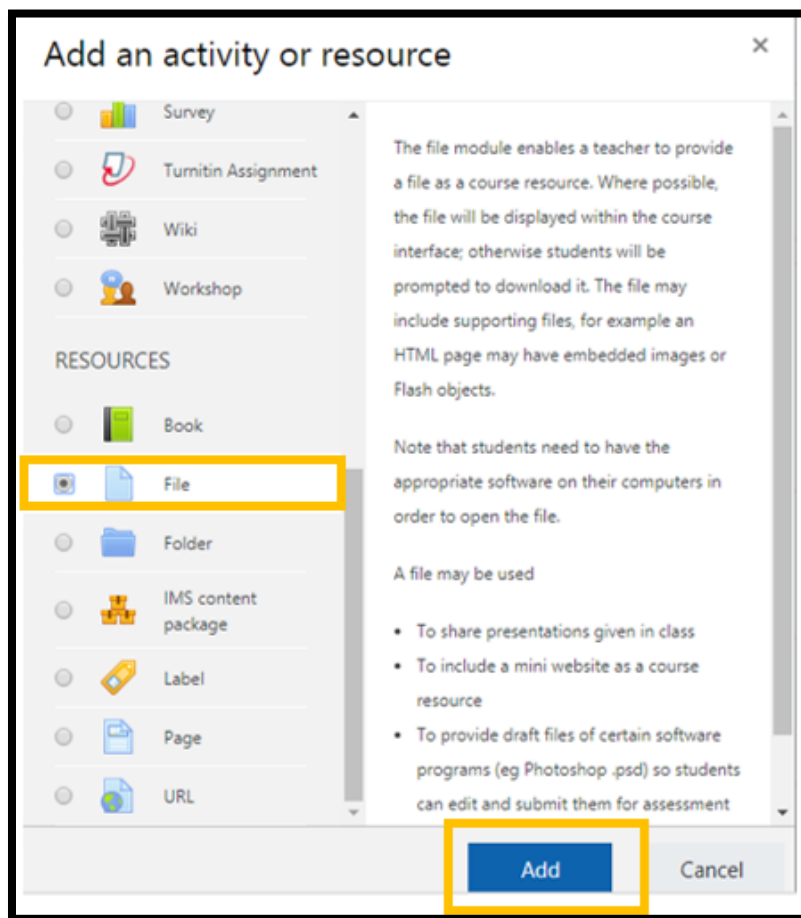 Add an activity or resource ×
Survey
Turnitin Assignment
Wiki
Workshop
RESOURCES
Book
File
Folder
IMS content
package
Label
Page
URL
The file module enables a teacher to provide
a file as a course resource. Where possible,
the file will be displayed within the course
interface; otherwise students will be
prompted to download it. The file may
include supporting files, for example an
HTML page may have embedded images or
Flash objects.
Note that students need to have the
appropriate software on their computers in
order to open the file.
A file may be used
• To share presentations given in class
• To include a mini website as a course
resource
• To provide draft files of certain software
programs (eg Photoshop .psd) so students
can edit and submit them for assessment
Add
Cancel